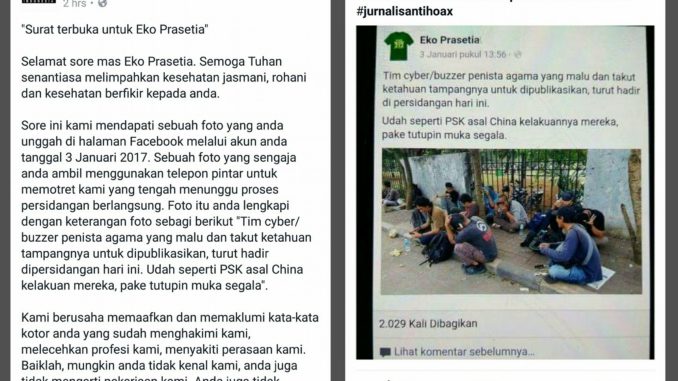 2 hrs
"Surat terbuka untuk Eko Prasetia"
Selamat sore mas Eko Prasetia. Semoga Tuhan
senantiasa melimpahkan kesehatan jasmani, rohani
dan kesehatan berfikir kepada anda.
Sore ini kami mendapati sebuah foto yang anda
unggah di halaman Facebook melalui akun anda
tanggal 3 Januari 2017. Sebuah foto yang sengaja
anda ambil menggunakan telepon pintar untuk
memotret kami yang tengah menunggu proses
persidangan berlangsung. Foto itu anda lengkapi
dengan keterangan foto sebagi berikut "Tim cyber/
buzzer penista agama yang malu dan takut ketahuan
tampangnya untuk dipublikasikan, turut hadir
dipersidangan hari ini. Udah seperti PSK asal China
kelakuan mereka, pake tutupin muka segala".
Kami berusaha memaafkan dan memaklumi kata-kata
kotor anda yang sudah menghakimi kami,
melecehkan profesi kami, menyakiti perasaan kami.
Baiklah, mungkin anda tidak kenal kami, anda juga
tidak mengerti pekerjaan kami. Anda juga tidak
#jurnalisantihoax
Eko Prasetia
3 Januari pukul 13:56
Tim cyber/buzzer penista agama yang malu dan takut
ketahuan tampangnya untuk dipublikasikan, turut hadir
di persidangan hari ini.
Udah seperti PSK asal China kelakuannya mereka,
pake tutupin muka segala.
2.029 Kali Dibagikan
Lihat komentar sebelumnya...